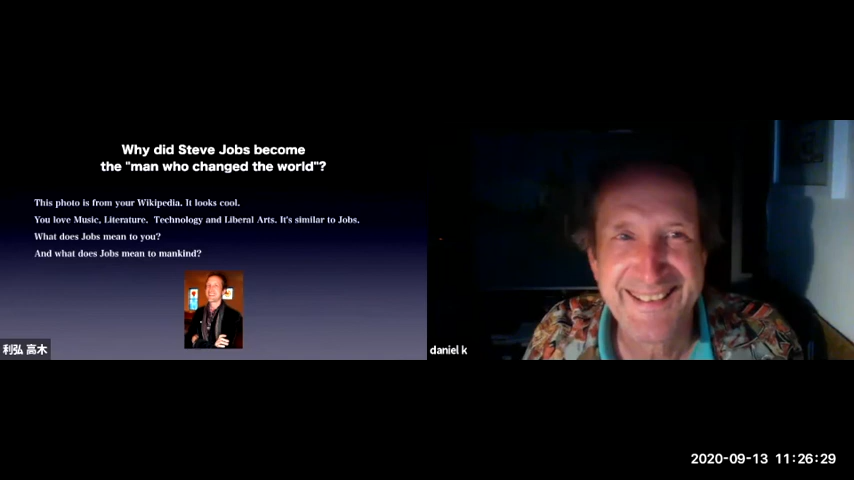 Why did Steve Jobs become
the "man who changed the world"?
This photo is from your Wikipedia. It looks cool.
You love Music, Literature. Technology and Liberal Arts. It's similar to Jobs.
What does Jobs mean to you?
And what does Jobs mean to mankind?
利弘 高木
daniel k
2020-09-13 11:26:29